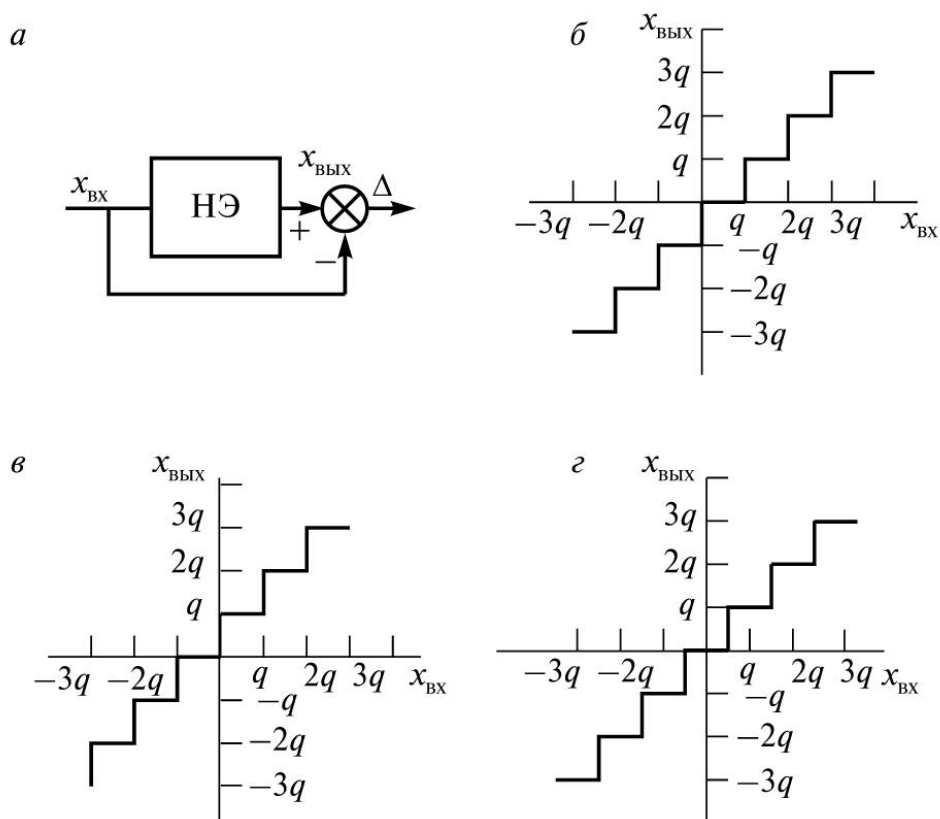 а
x_вх
НЭ
x_вых
Δ
+
−
б
x_вых
3q
2q
q
−3q −2q
q 2q 3q x_вх
−q
−2q
−3q
в
x_вых
3q
2q
q
−3q −2q
q 2q 3q x_вх
−q
−2q
−3q
г
x_вых
3q
2q
q
−3q −2q
q 2q 3q x_вх
−q
−2q
−3q